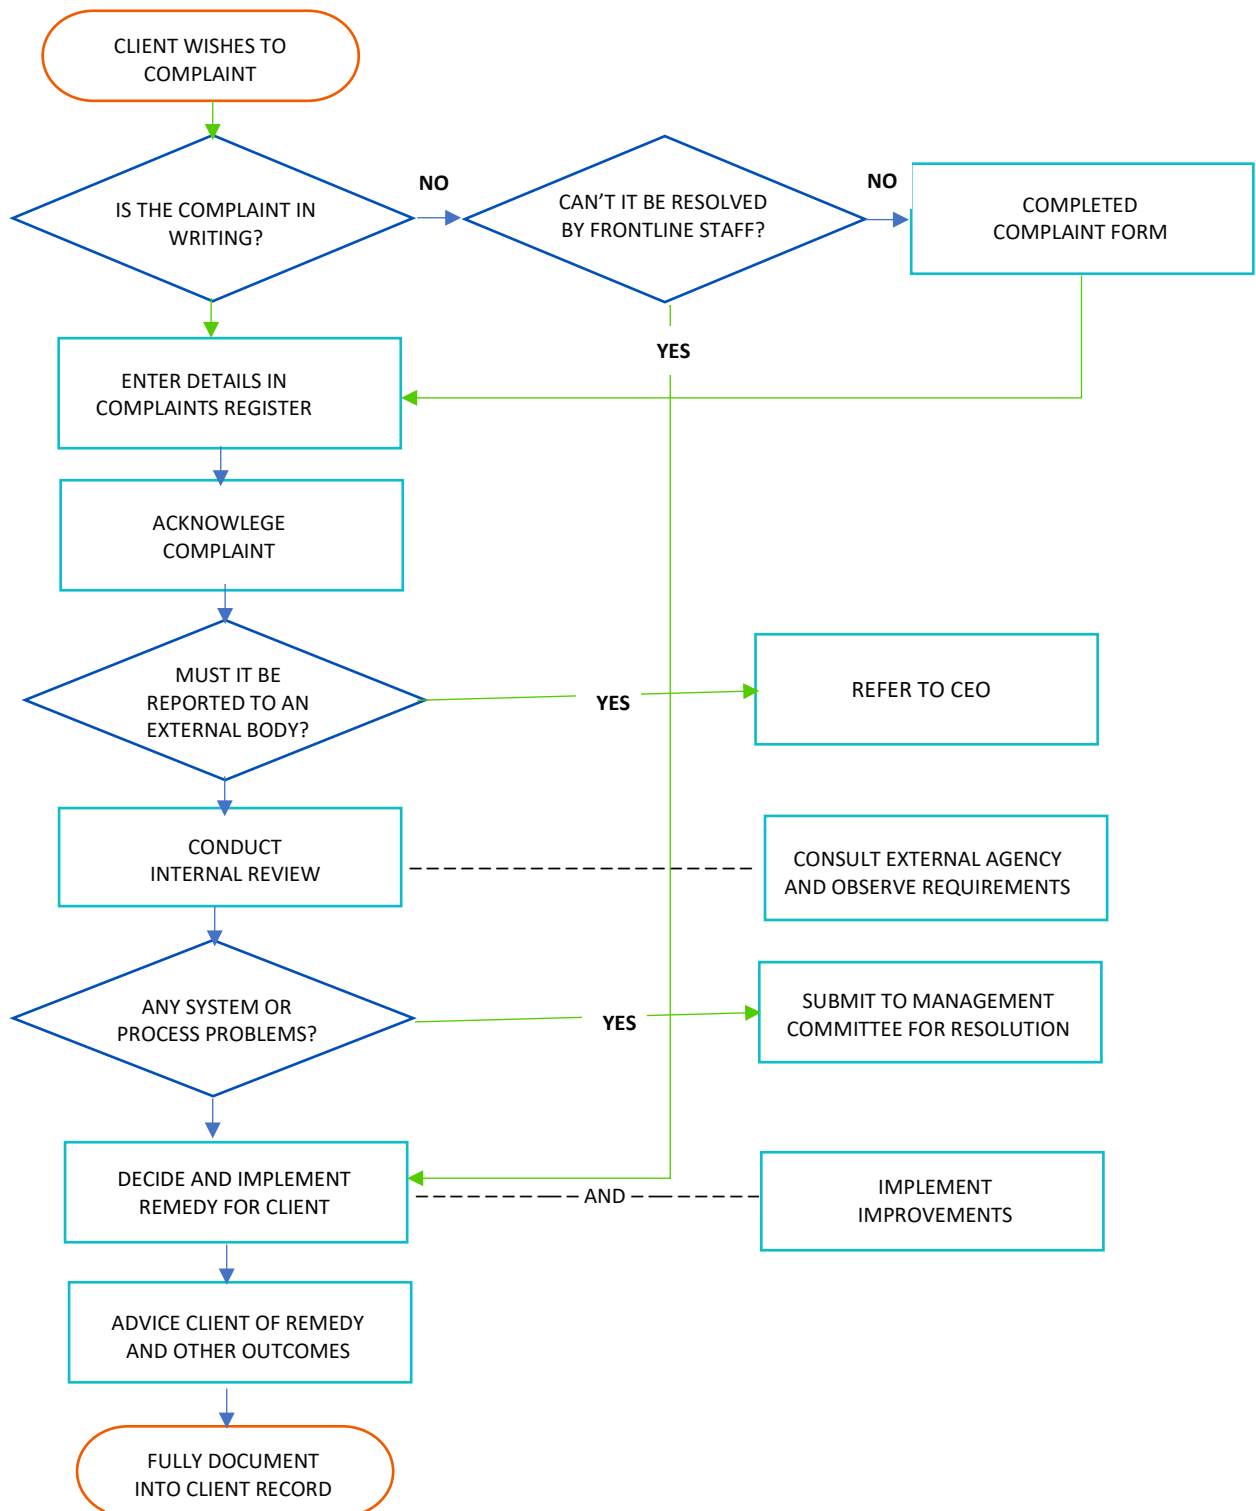 CLIENT WISHES TO
COMPLAINT
IS THE COMPLAINT IN
WRITING?
NO
CAN'T IT BE RESOLVED
BY FRONTLINE STAFF?
NO
COMPLETED
COMPLAINT FORM
YES
ENTER DETAILS IN
COMPLAINTS REGISTER
ACKNOWLEGE
COMPLAINT
MUST IT BE
REPORTED TO AN
EXTERNAL BODY?
YES
REFER TO CEO
CONDUCT
INTERNAL REVIEW
CONSULT EXTERNAL AGENCY
AND OBSERVE REQUIREMENTS
ANY SYSTEM OR
PROCESS PROBLEMS?
YES
SUBMIT TO MANAGEMENT
COMMITTEE FOR RESOLUTION
DECIDE AND IMPLEMENT
REMEDY FOR CLIENT
AND
IMPLEMENT
IMPROVEMENTS
ADVICE CLIENT OF REMEDY
AND OTHER OUTCOMES
FULLY DOCUMENT
INTO CLIENT RECORD